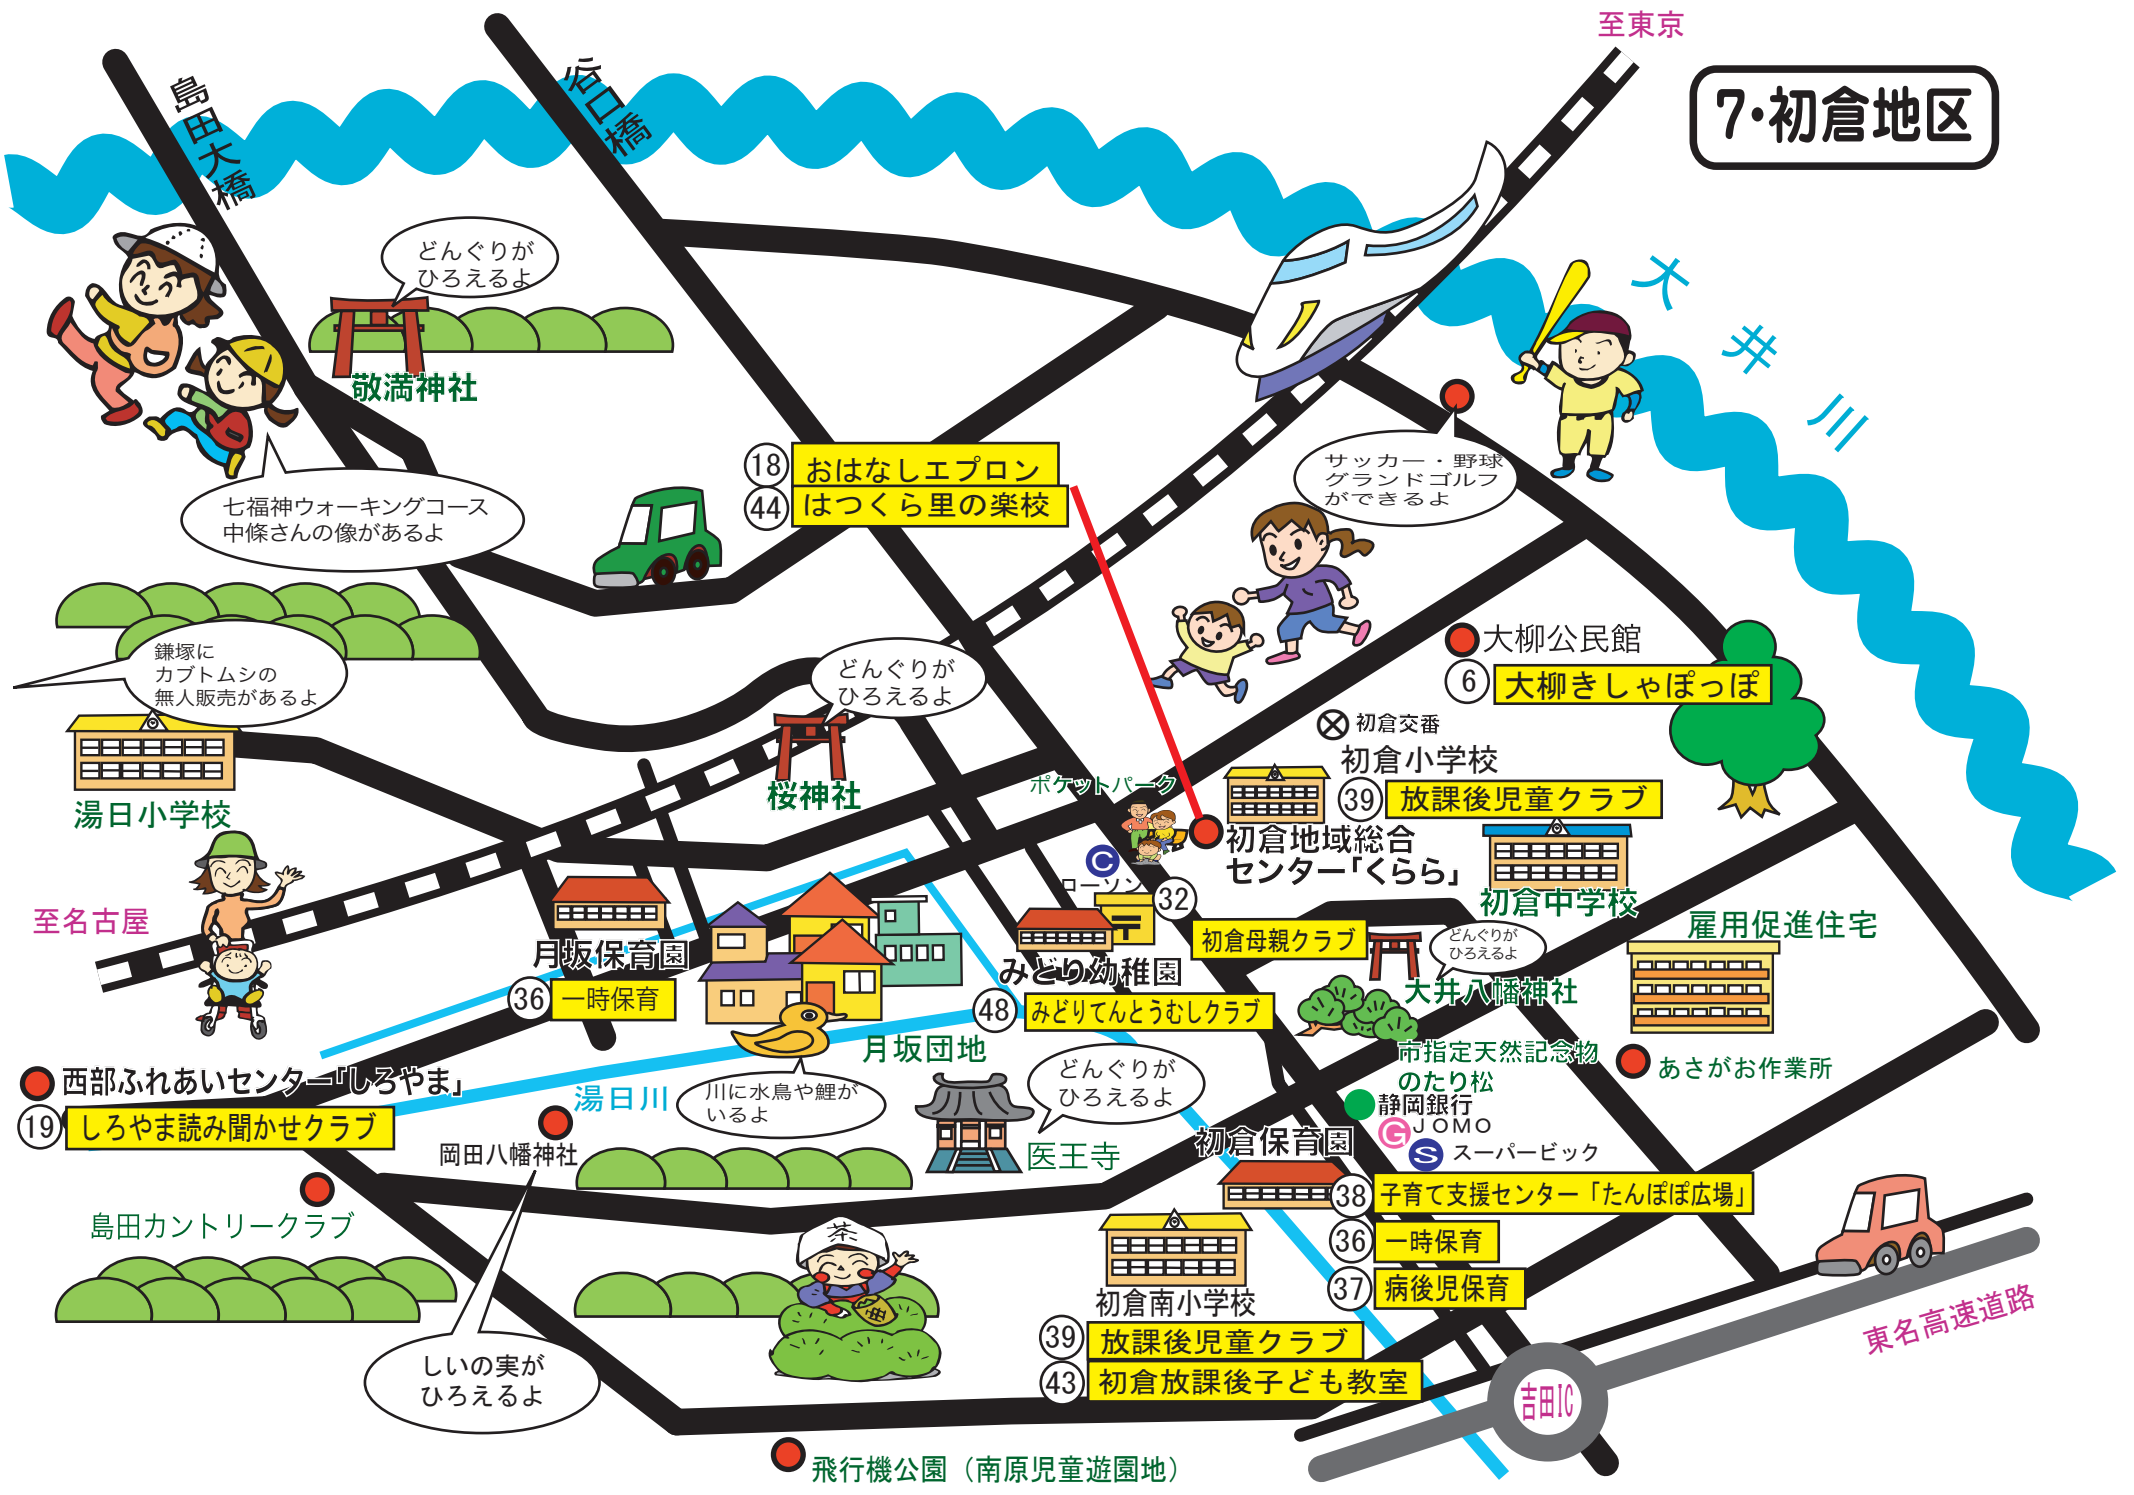 至東京
7・初倉地区
島田大橋
谷口橋
大井川
どんぐりが
ひろえるよ
敬満神社
七福神ウォーキングコース
中條さんの像があるよ
18 おはなしエプロン
44 はつくら里の楽校
サッカー・野球
グランドゴルフ
ができるよ
鎌塚に
カブトムシの
無人販売があるよ
湯日小学校
どんぐりが
ひろえるよ
桜神社
大柳公民館
6 大柳きしゃぽっぽ
初倉交番
初倉小学校
39 放課後児童クラブ
ポケットパーク
初倉地域総合
センター「くらら」
C
ローソン
32
初倉母親クラブ
初倉中学校
雇用促進住宅
至名古屋
月坂保育園
36 一時保育
〒
みどり幼稚園
48 みどりてんとうむしクラブ
どんぐりが
ひろえるよ
大井八幡神社
月坂団地
市指定天然記念物
のたり松
あさがお作業所
西部ふれあいセンター「しろやま」
19 しろやま読み聞かせクラブ
湯日川
川に水鳥や鯉が
いるよ
どんぐりが
ひろえるよ
医王寺
静岡銀行
G JOMO
S スーパービック
岡田八幡神社
初倉保育園
38 子育て支援センター「たんぽぽ広場」
36 一時保育
37 病後児保育
島田カントリークラブ
茶
初倉南小学校
39 放課後児童クラブ
43 初倉放課後子ども教室
しいの実が
ひろえるよ
東名高速道路
吉田IC
飛行機公園（南原児童遊園地）